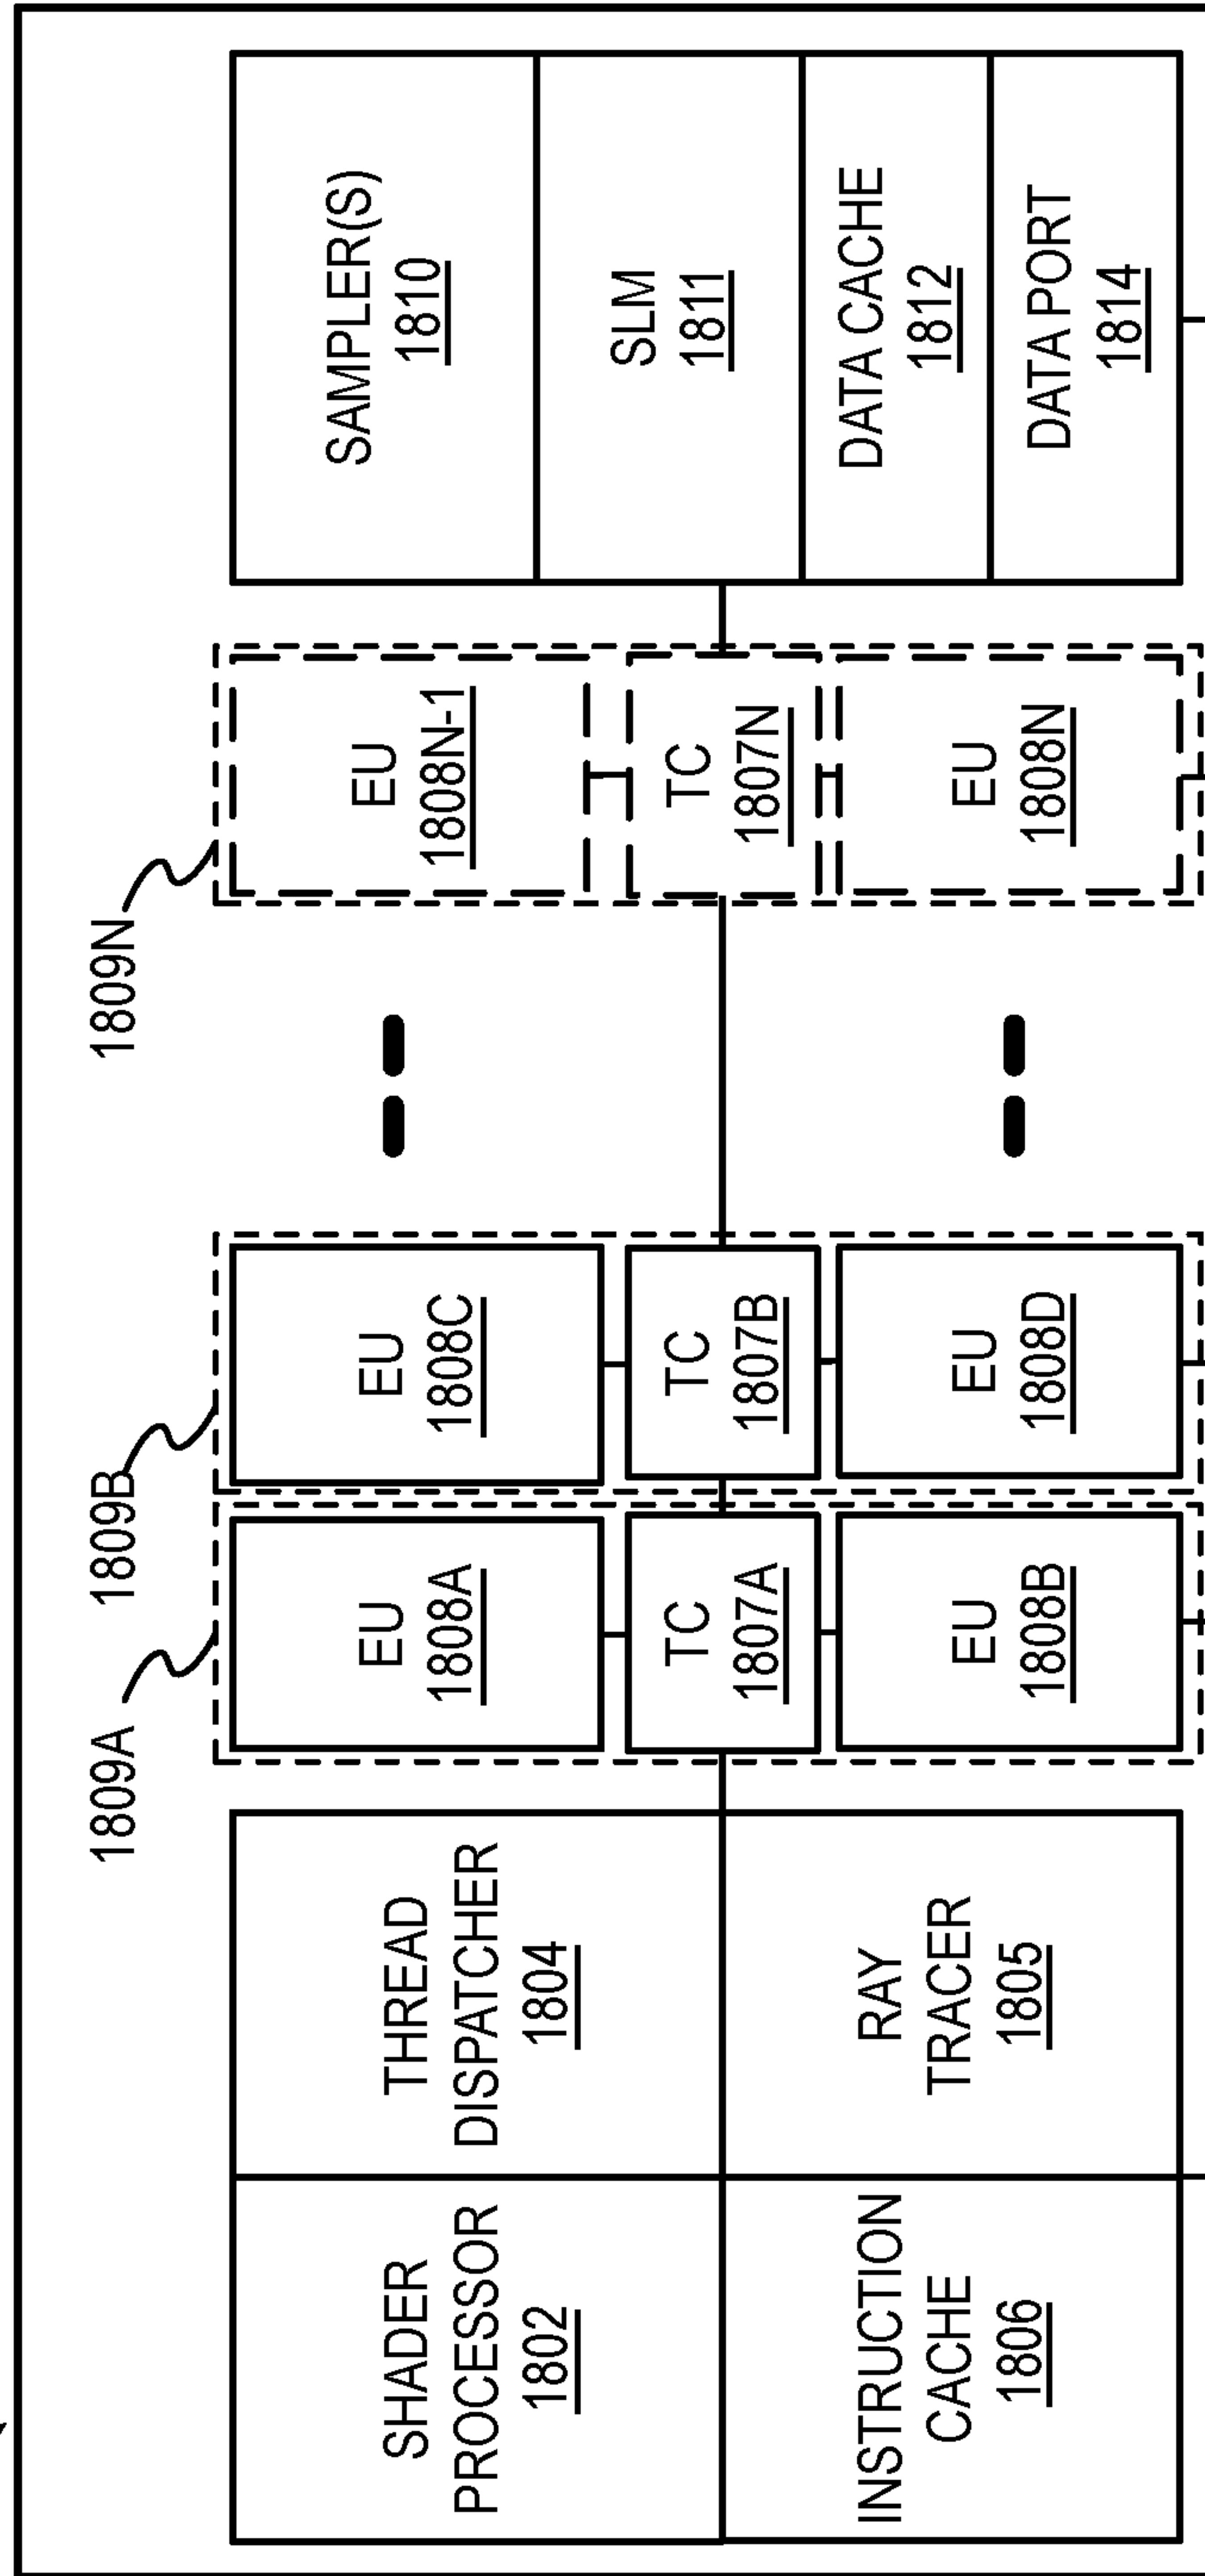 1809A
1809B
1809N
SHADER
PROCESSOR
1802
THREAD
DISPATCHER
1804
INSTRUCTION
CACHE
1806
RAY
TRACER
1805
EU
1808A
TC
1807A
EU
1808B
EU
1808C
TC
1807B
EU
1808D
EU
1808N-1
TC
1807N
EU
1808N
SAMPLER(S)
1810
SLM
1811
DATA CACHE
1812
DATA PORT
1814